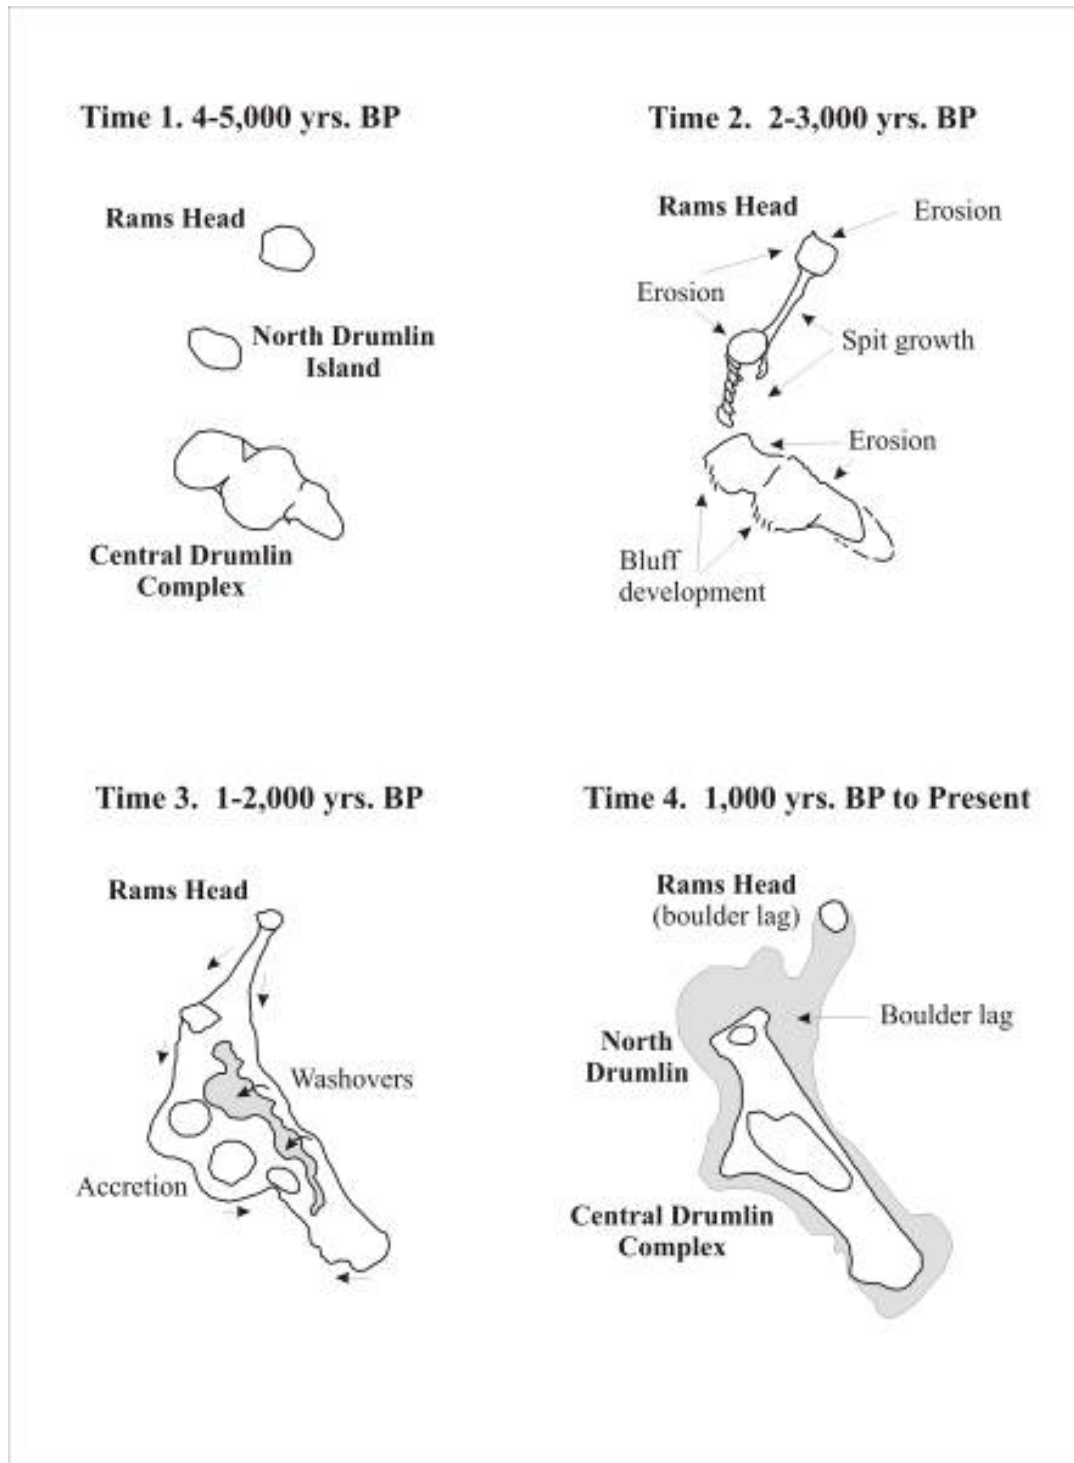 Time 1. 4-5,000 yrs. BP
Rams Head
North Drumlin
Island
Central Drumlin
Complex
Time 2. 2-3,000 yrs. BP
Rams Head
Erosion
Erosion
Spit growth
Erosion
Bluff
development
Time 3. 1-2,000 yrs. BP
Rams Head
Washovers
Accretion
Time 4. 1,000 yrs. BP to Present
Rams Head
(boulder lag)
Boulder lag
North
Drumlin
Central Drumlin
Complex